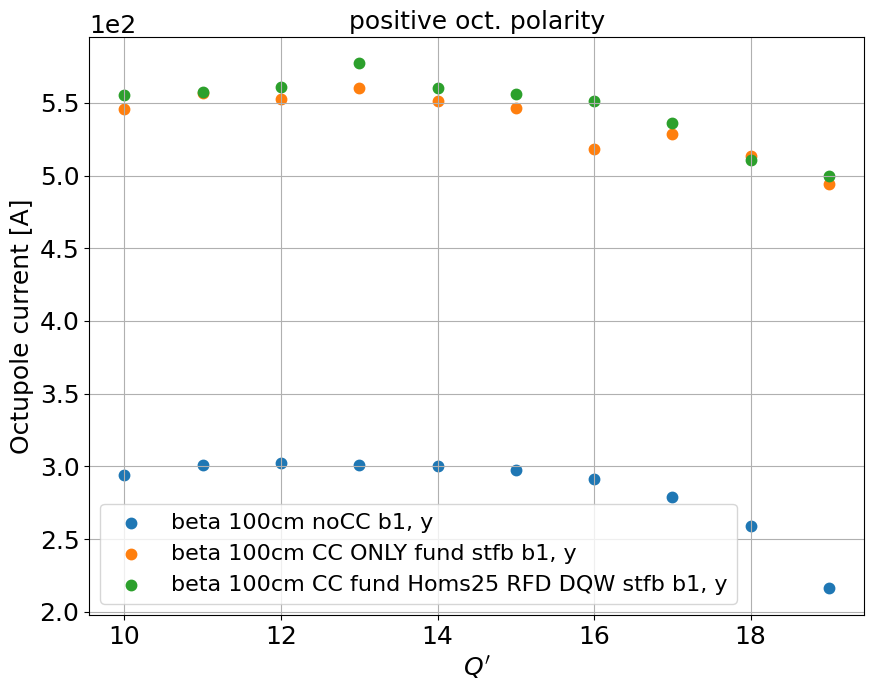 positive oct. polarity
1e2
Octupole current [A]
5.5
5.0
4.5
4.0
3.5
3.0
2.5
2.0
beta 100cm noCC b1, y
beta 100cm CC ONLY fund stfb b1, y
beta 100cm CC fund Homs25 RFD DQW stfb b1, y
10 12 14 16 18
Q′